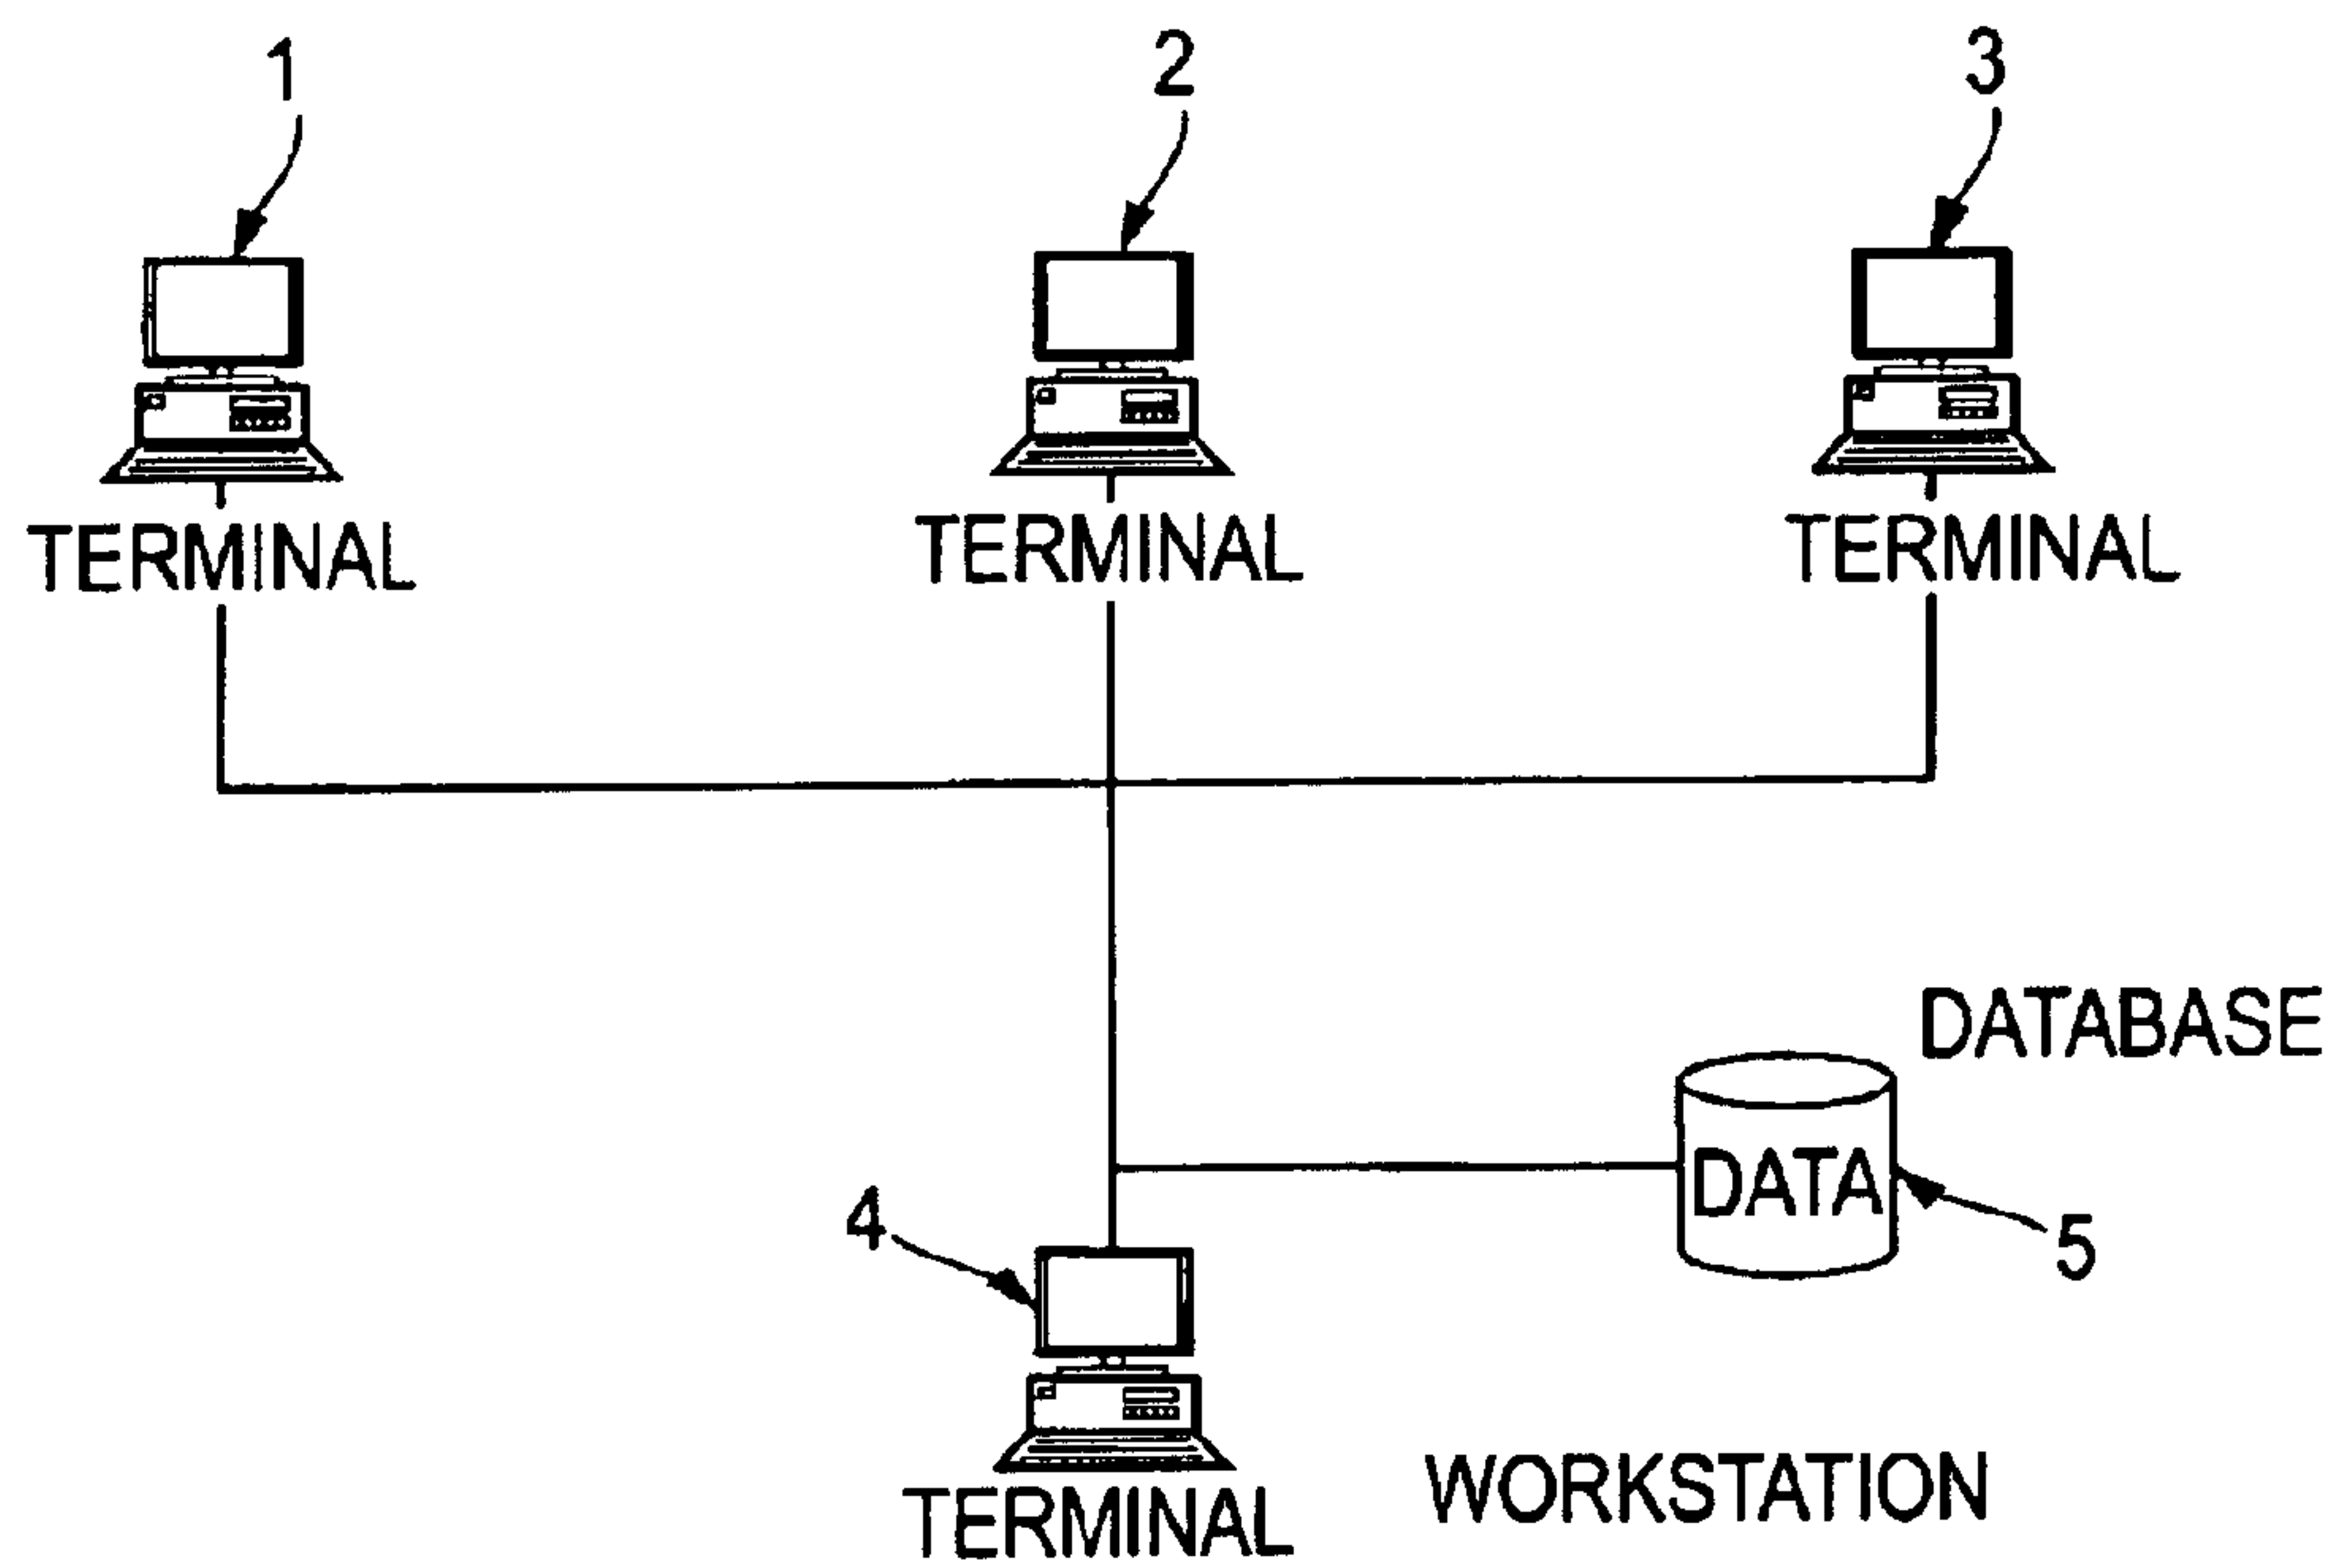 1
2
3
TERMINAL
TERMINAL
TERMINAL
DATABASE
DATA
4
5
TERMINAL
WORKSTATION